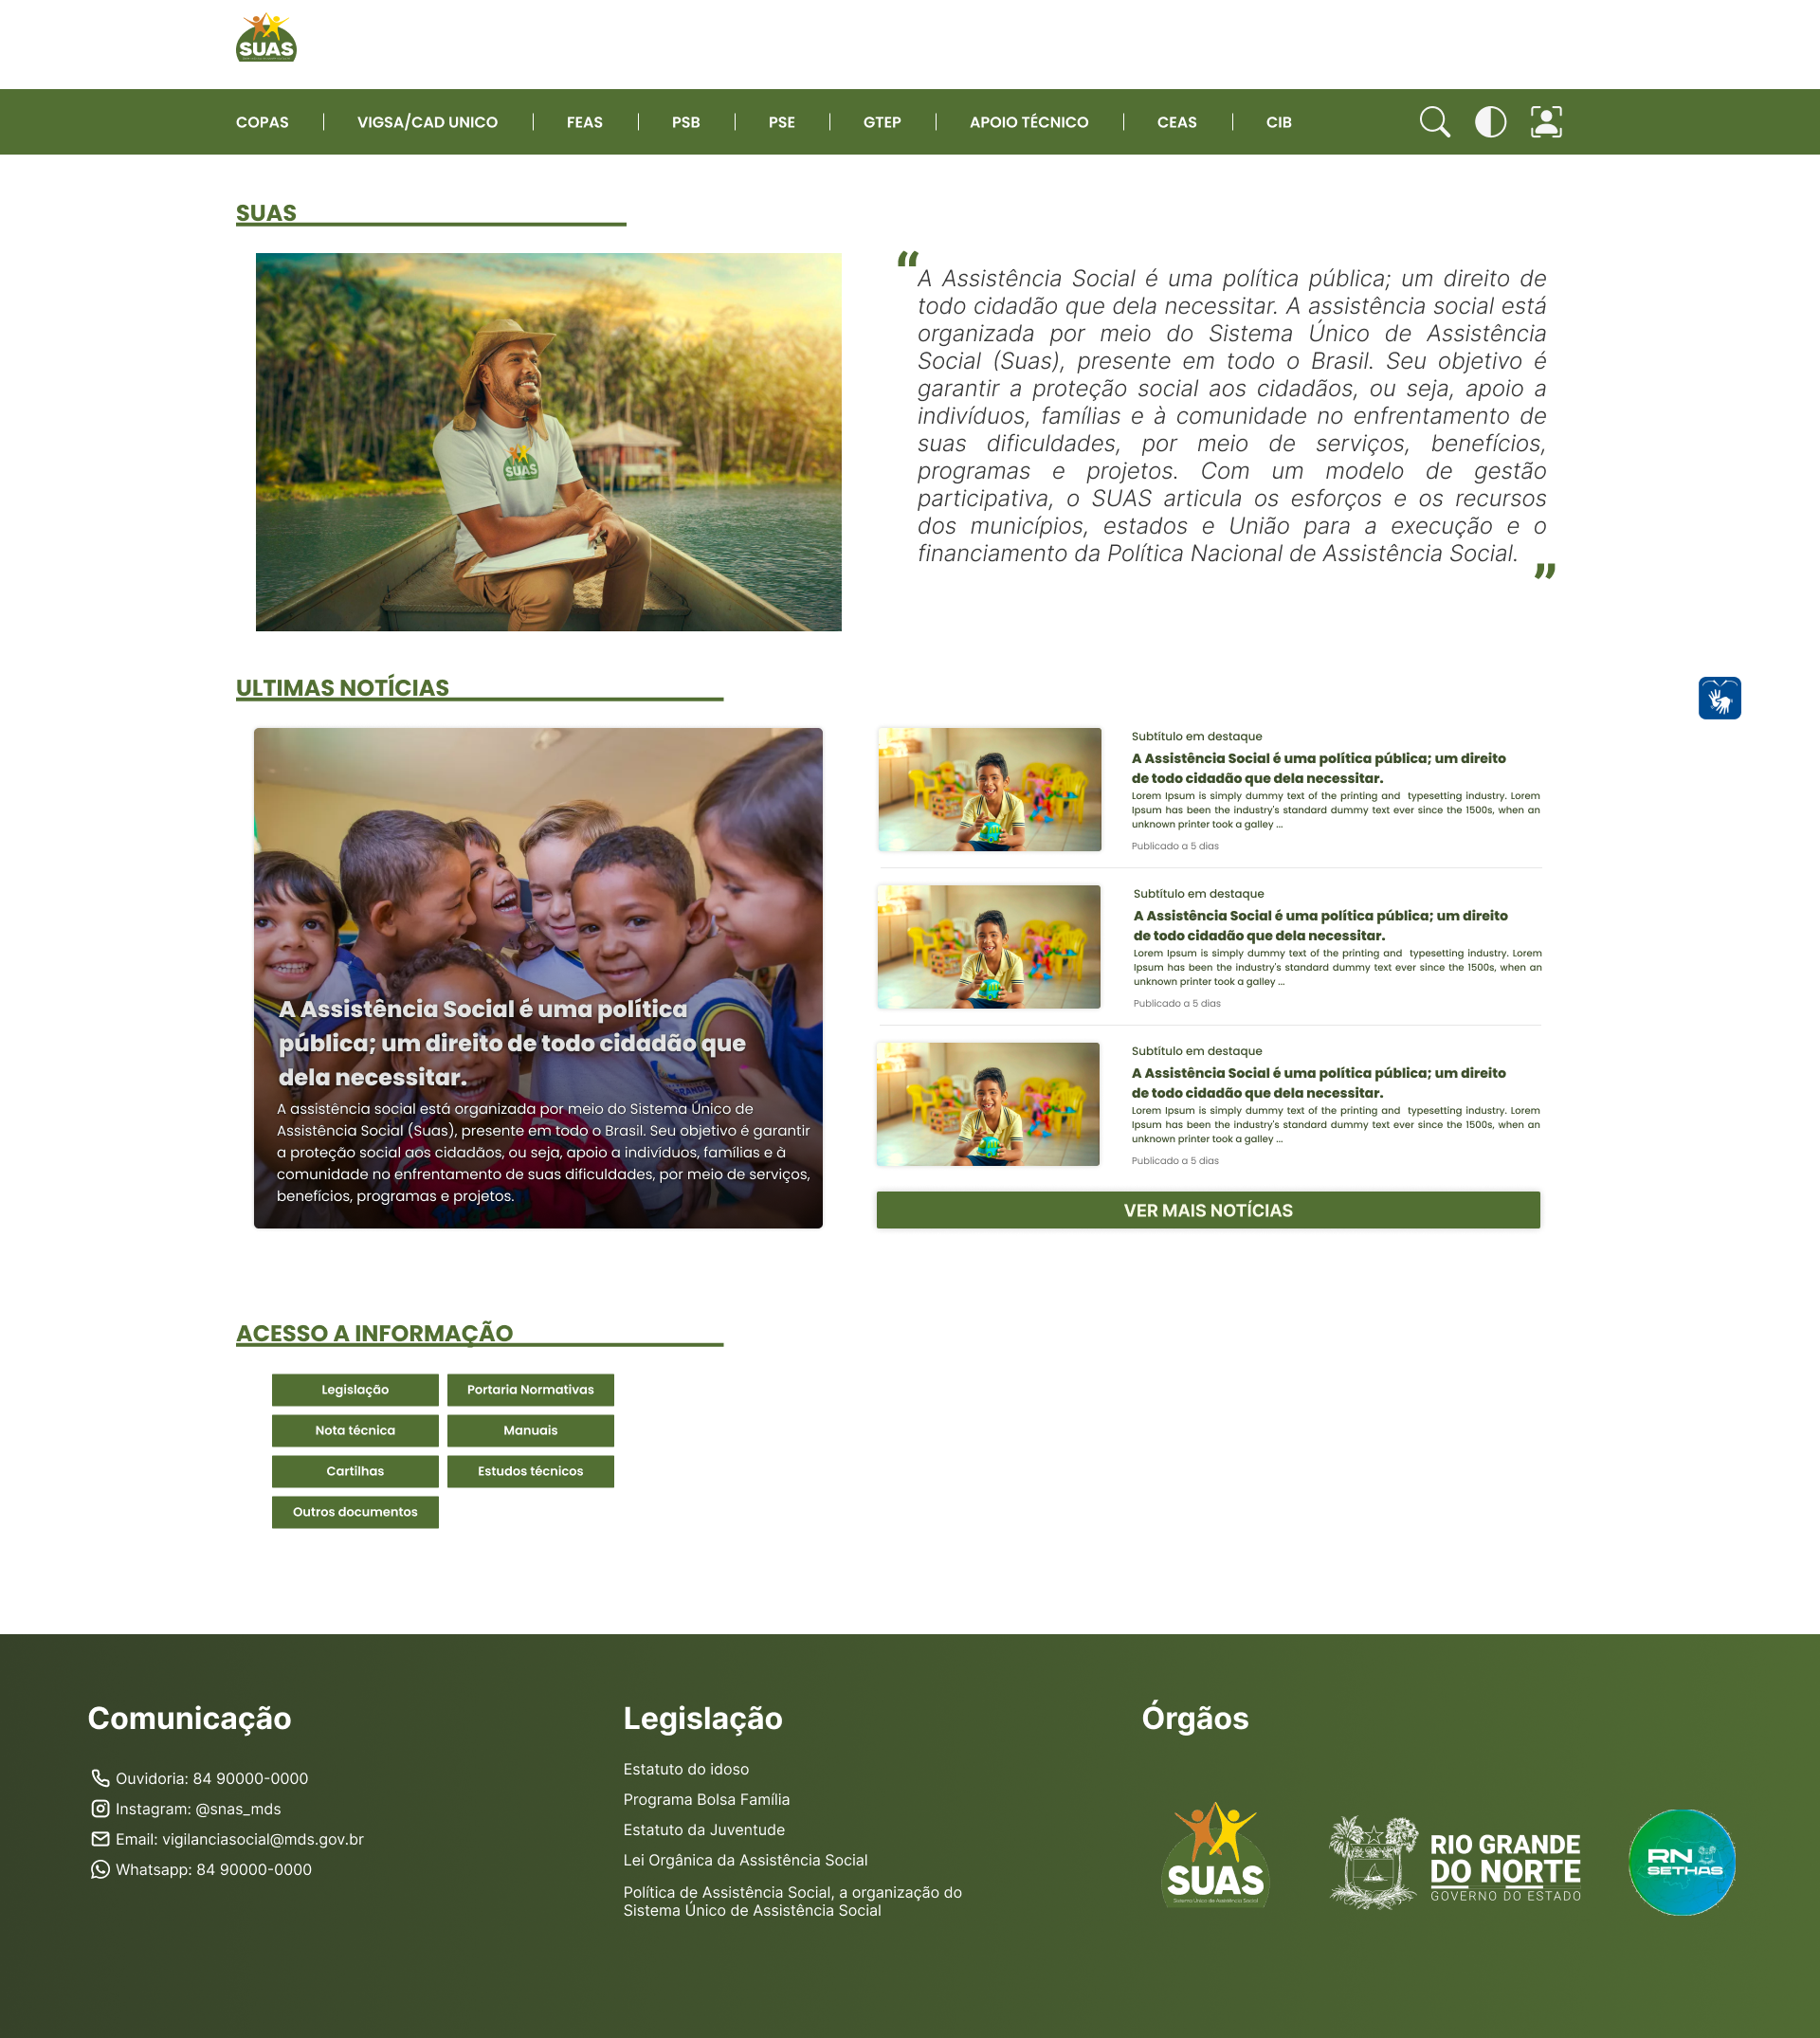 SUAS
COPAS
VIGSA/CAD UNICO
FEAS
PSB
PSE
GTEP
APOIO TÉCNICO
CEAS
CIB
SUAS
“
A Assistência Social é uma política pública; um direito de
todo cidadão que dela necessitar. A assistência social está
organizada por meio do Sistema Único de Assistência
Social (Suas), presente em todo o Brasil. Seu objetivo é
garantir a proteção social aos cidadãos, ou seja, apoio a
indivíduos, famílias e à comunidade no enfrentamento de
suas dificuldades, por meio de serviços, benefícios,
programas e projetos. Com um modelo de gestão
participativa, o SUAS articula os esforços e os recursos
dos municípios, estados e União para a execução e o
financiamento da Política Nacional de Assistência Social.
”
SUAS
ULTIMAS NOTÍCIAS
A Assistência Social é uma política
pública; um direito de todo cidadão que
dela necessitar.
A assistência social está organizada por meio do Sistema Único de
Assistência Social (Suas), presente em todo o Brasil. Seu objetivo é garantir
a proteção social aos cidadãos, ou seja, apoio a indivíduos, famílias e à
comunidade no enfrentamento de suas dificuldades, por meio de serviços,
benefícios, programas e projetos.
Subtítulo em destaque
A Assistência Social é uma política pública; um direito
de todo cidadão que dela necessitar.
Lorem Ipsum is simply dummy text of the printing and typesetting industry. Lorem
Ipsum has been the industry's standard dummy text ever since the 1500s, when an
unknown printer took a galley ...
Publicado a 5 dias
Subtítulo em destaque
A Assistência Social é uma política pública; um direito
de todo cidadão que dela necessitar.
Lorem Ipsum is simply dummy text of the printing and typesetting industry. Lorem
Ipsum has been the industry's standard dummy text ever since the 1500s, when an
unknown printer took a galley ...
Publicado a 5 dias
Subtítulo em destaque
A Assistência Social é uma política pública; um direito
de todo cidadão que dela necessitar.
Lorem Ipsum is simply dummy text of the printing and typesetting industry. Lorem
Ipsum has been the industry's standard dummy text ever since the 1500s, when an
unknown printer took a galley ...
Publicado a 5 dias
VER MAIS NOTÍCIAS
ACESSO A INFORMAÇÃO
Legislação
Portaria Normativas
Nota técnica
Manuais
Cartilhas
Estudos técnicos
Outros documentos
Comunicação
Ouvidoria: 84 90000-0000
Instagram: @snas_mds
Email: vigilanciasocial@mds.gov.br
Whatsapp: 84 90000-0000
Legislação
Estatuto do idoso
Programa Bolsa Família
Estatuto da Juventude
Lei Orgânica da Assistência Social
Política de Assistência Social, a organização do
Sistema Único de Assistência Social
Órgãos
SUAS
Sistema Único de Assistência Social
RIO GRANDE
DO NORTE
GOVERNO DO ESTADO
RN
SETHAS